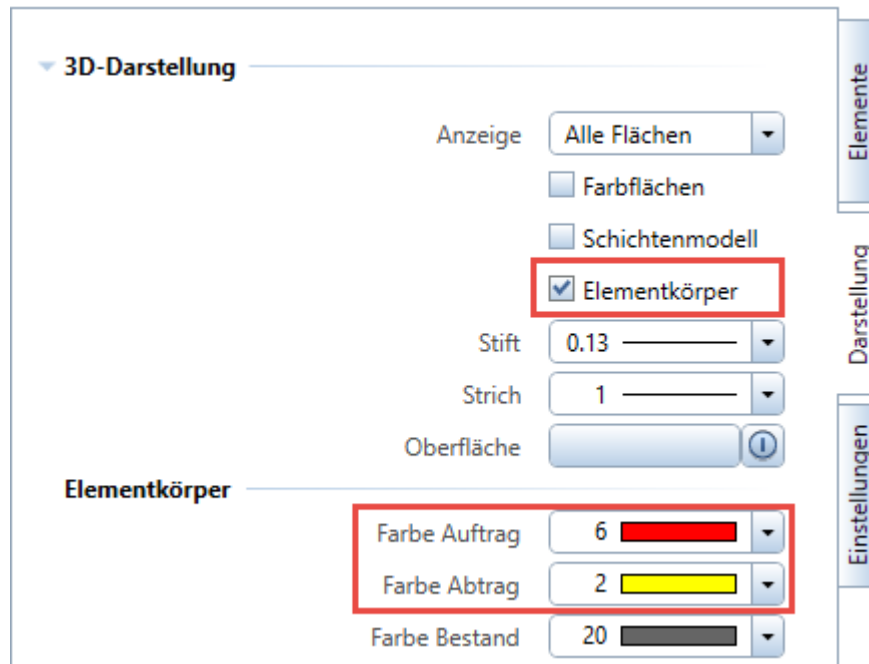 3D-Darstellung
Anzeige Alle Flächen
Farbflächen
Schichtenmodell
Elementkörper
Stift 0.13
Strich 1
Oberfläche
Elementkörper
Farbe Auftrag 6
Farbe Abtrag 2
Farbe Bestand 20
Elemente
Darstellung
Einstellungen